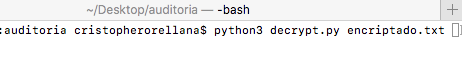 ~/Desktop/auditoria — -bash
:auditoria cristopherorellana$ python3 decrypt.py encriptado.txt